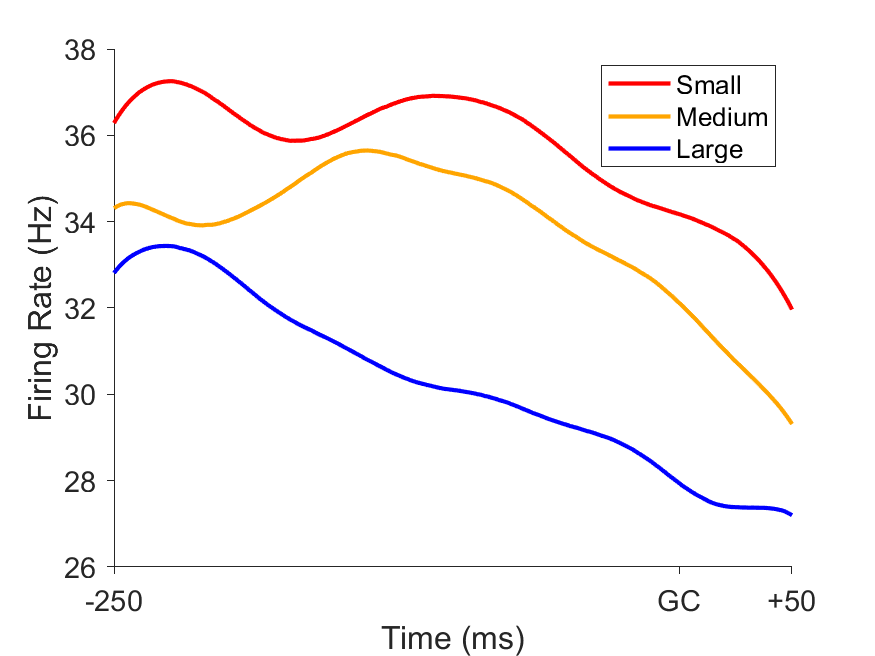 38
36
34
32
30
28
26
Firing Rate (Hz)
Small
Medium
Large
-250
GC
+50
Time (ms)